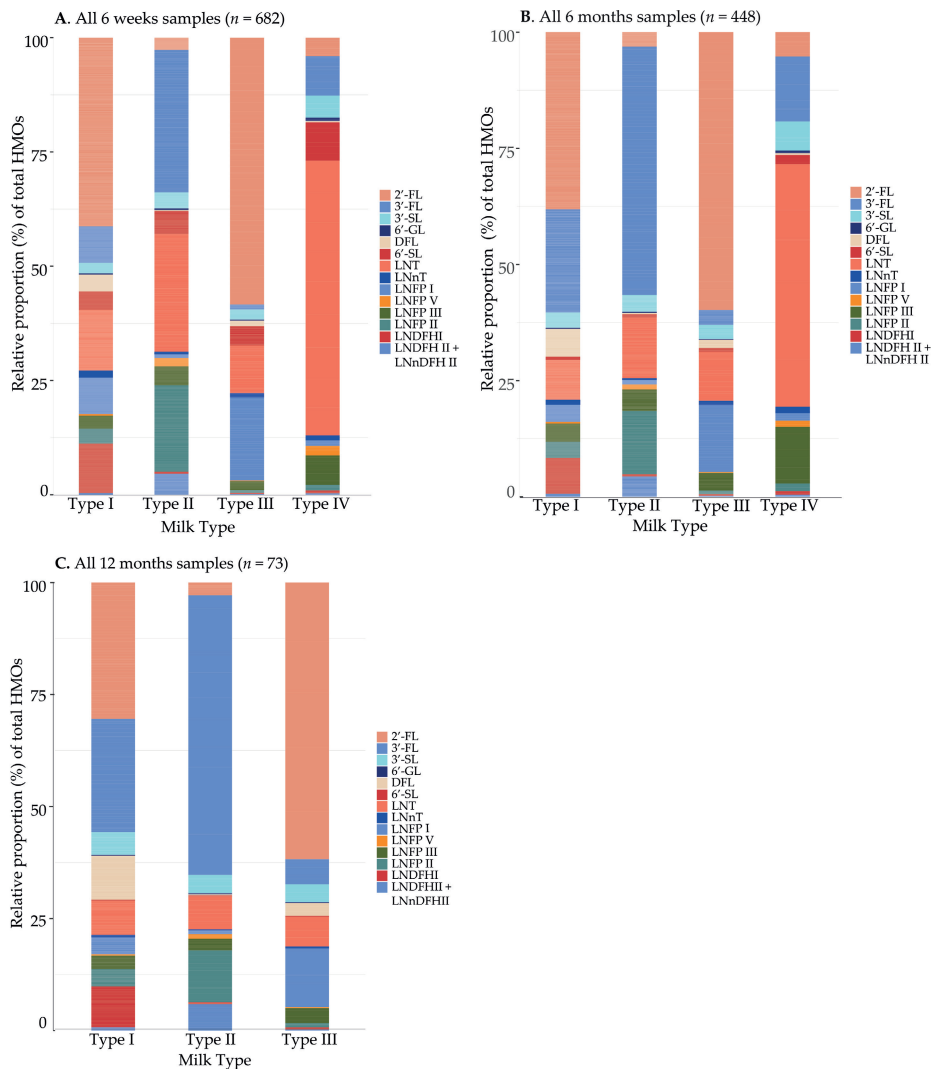 A. All 6 weeks samples (n = 682)
Relative proportion (%) of total HMOs
100
75
50
25
0
Type I
Type II
Type III
Type IV
Milk Type
2′-FL
3′-FL
3′-SL
6′-GL
DFL
6′-SL
LNT
LNnT
LNFP I
LNFP V
LNFP III
LNFP II
LNDFHI
LNDFH II +
LNnDFH II
B. All 6 months samples (n = 448)
Relative proportion (%) of total HMOs
100
75
50
25
0
Type I
Type II
Type III
Type IV
Milk Type
2′-FL
3′-FL
3′-SL
6′-GL
DFL
6′-SL
LNT
LNnT
LNFP I
LNFP V
LNFP III
LNFP II
LNDFHI
LNDFH II +
LNnDFH II
C. All 12 months samples (n = 73)
Relative proportion (%) of total HMOs
100
75
50
25
0
Type I
Type II
Type III
Milk Type
2′-FL
3′-FL
3′-SL
6′-GL
DFL
6′-SL
LNT
LNnT
LNFP I
LNFP V
LNFP III
LNFP II
LNDFHI
LNDFHII +
LNnDFHII